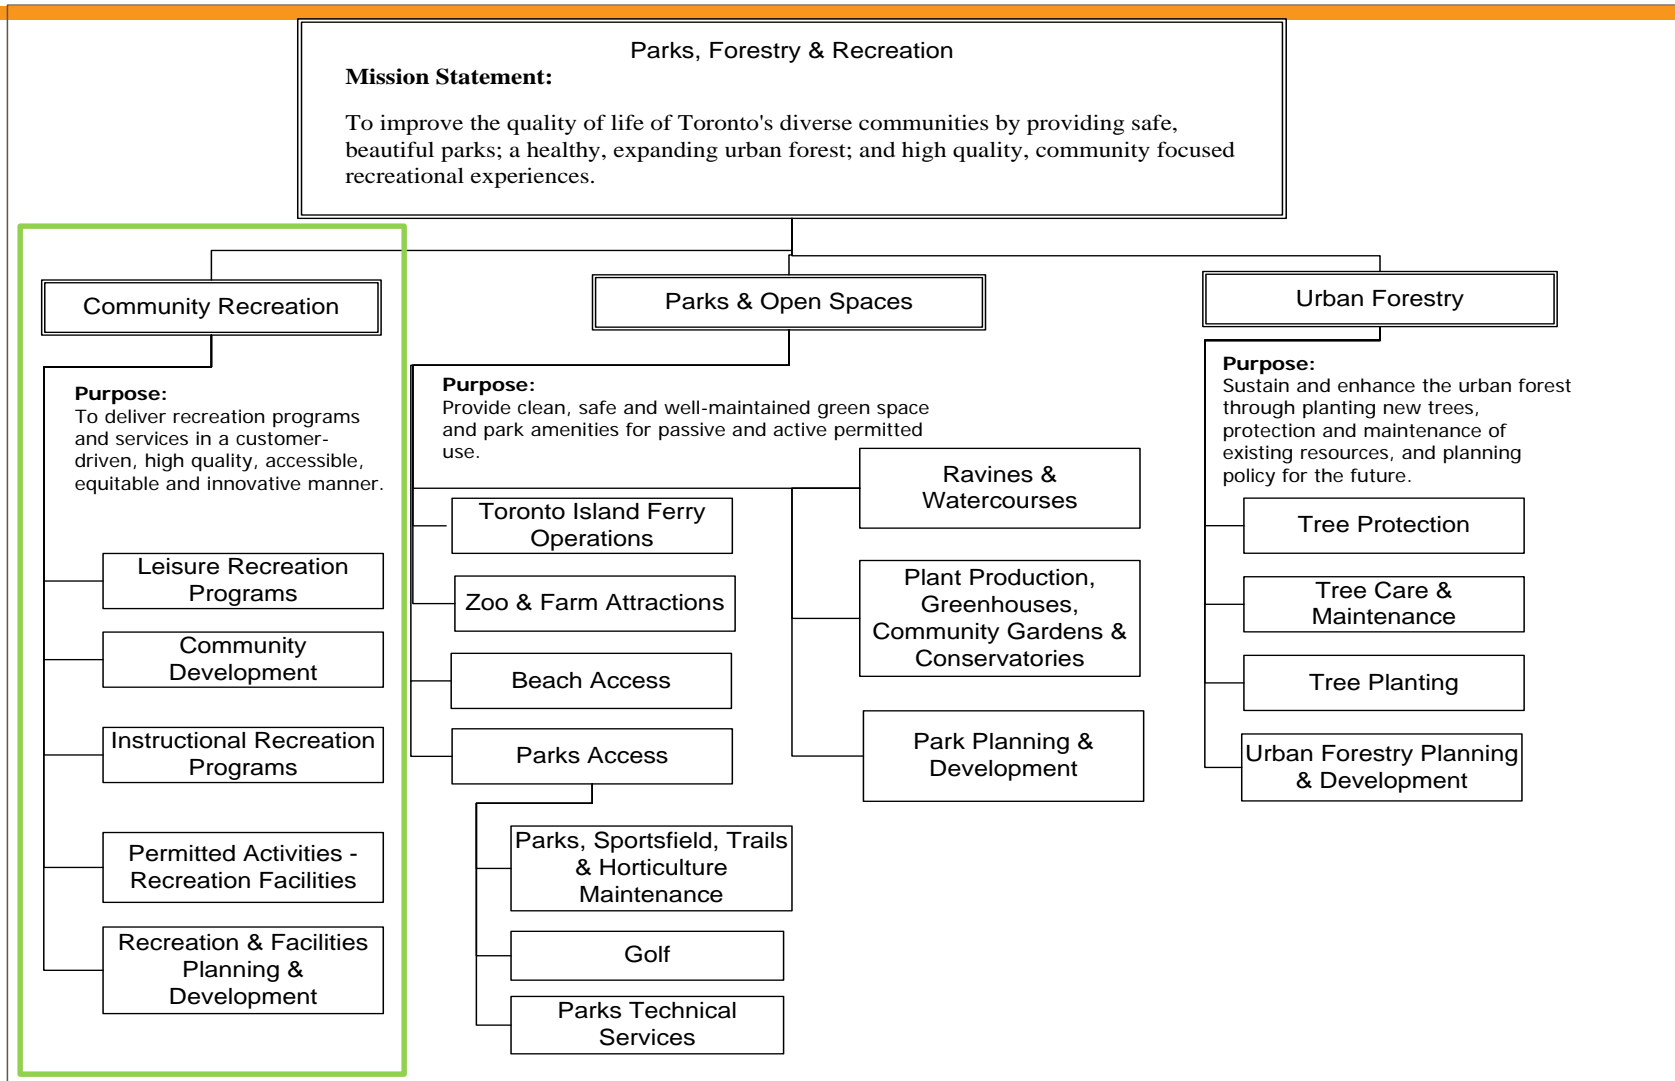 Parks, Forestry & Recreation
Mission Statement:
To improve the quality of life of Toronto's diverse communities by providing safe,
beautiful parks; a healthy, expanding urban forest; and high quality, community focused
recreational experiences.
Community Recreation
Purpose:
To deliver recreation programs
and services in a customer-
driven, high quality, accessible,
equitable and innovative manner.
Leisure Recreation
Programs
Community
Development
Instructional Recreation
Programs
Permitted Activities -
Recreation Facilities
Recreation & Facilities
Planning &
Development
Parks & Open Spaces
Purpose:
Provide clean, safe and well-maintained green space
and park amenities for passive and active permitted
use.
Toronto Island Ferry
Operations
Zoo & Farm Attractions
Beach Access
Parks Access
Parks, Sportsfield, Trails
& Horticulture
Maintenance
Golf
Parks Technical
Services
Ravines &
Watercourses
Plant Production,
Greenhouses,
Community Gardens &
Conservatories
Park Planning &
Development
Urban Forestry
Purpose:
Sustain and enhance the urban forest
through planting new trees,
protection and maintenance of
existing resources, and planning
policy for the future.
Tree Protection
Tree Care &
Maintenance
Tree Planting
Urban Forestry Planning
& Development